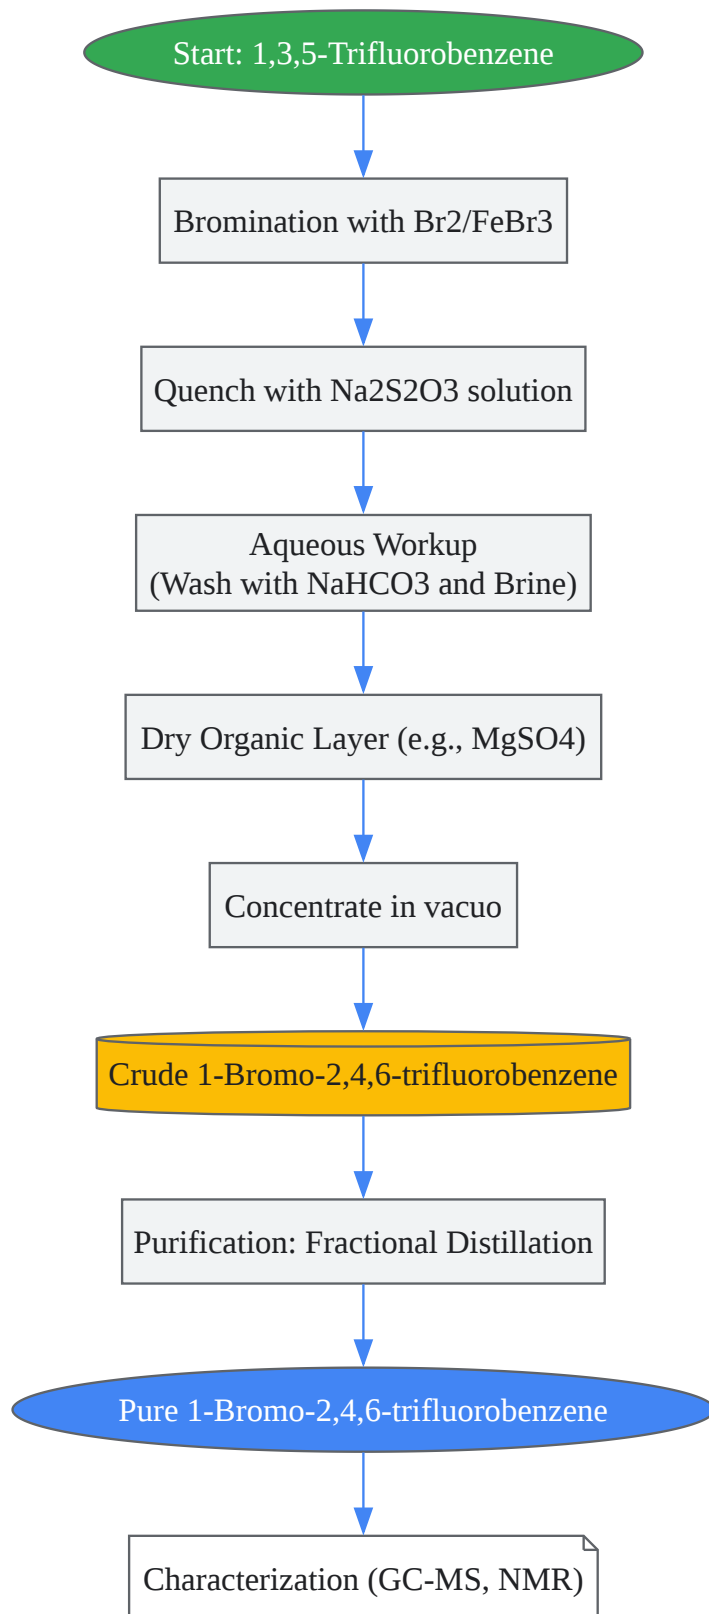 Start: 1,3,5-Trifluorobenzene
Bromination with Br2/FeBr3
Quench with Na2S2O3 solution
Aqueous Workup
(Wash with NaHCO3 and Brine)
Dry Organic Layer (e.g., MgSO4)
Concentrate in vacuo
Crude 1-Bromo-2,4,6-trifluorobenzene
Purification: Fractional Distillation
Pure 1-Bromo-2,4,6-trifluorobenzene
Characterization (GC-MS, NMR)